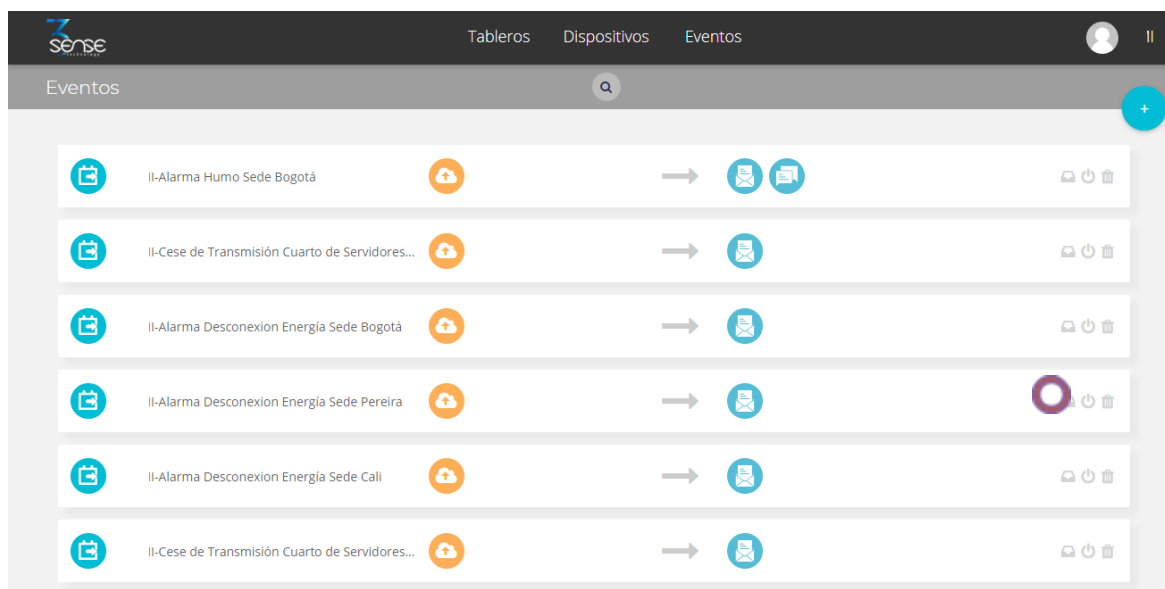 3
sense
technology
Tableros Dispositivos Eventos
II
Eventos
+
II-Alarma Humo Sede Bogotá
II-Cese de Transmisión Cuarto de Servidores...
II-Alarma Desconexion Energía Sede Bogotá
II-Alarma Desconexion Energía Sede Pereira
II-Alarma Desconexion Energía Sede Cali
II-Cese de Transmisión Cuarto de Servidores...